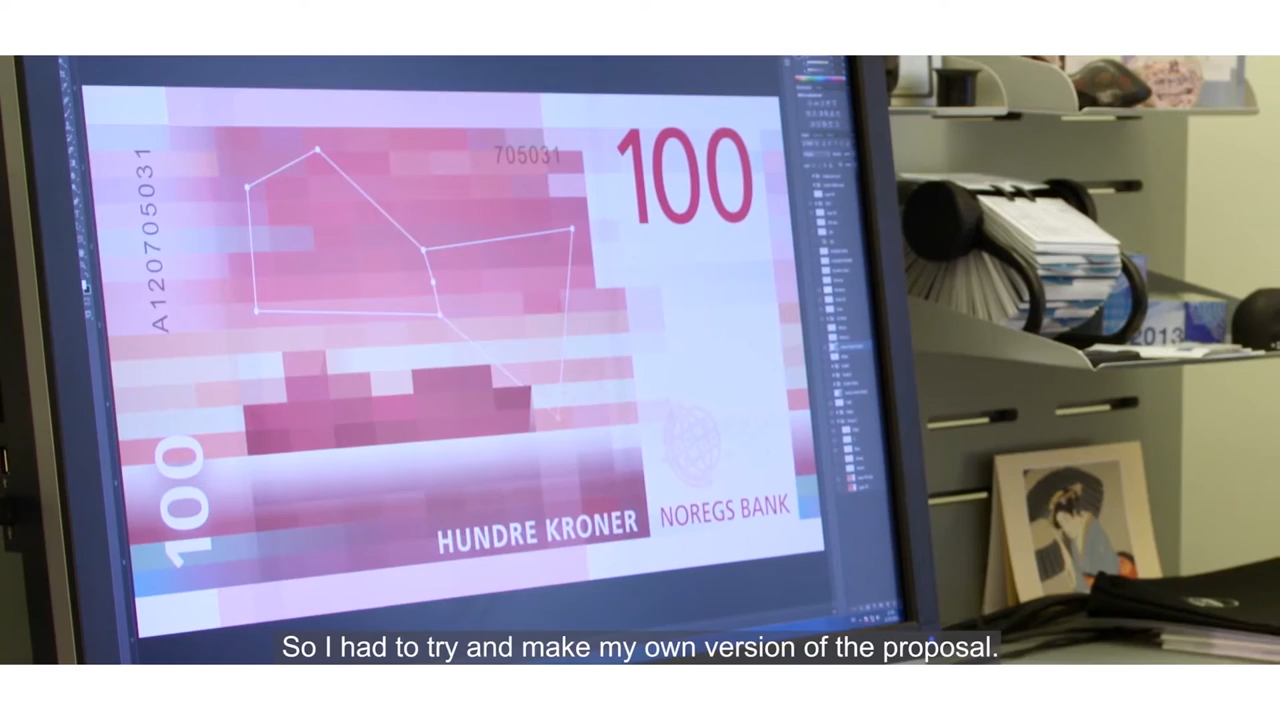 A120705031
705031
100
100
HUNDRE KRONER
NOREGS BANK
2013
So I had to try and make my own version of the proposal.